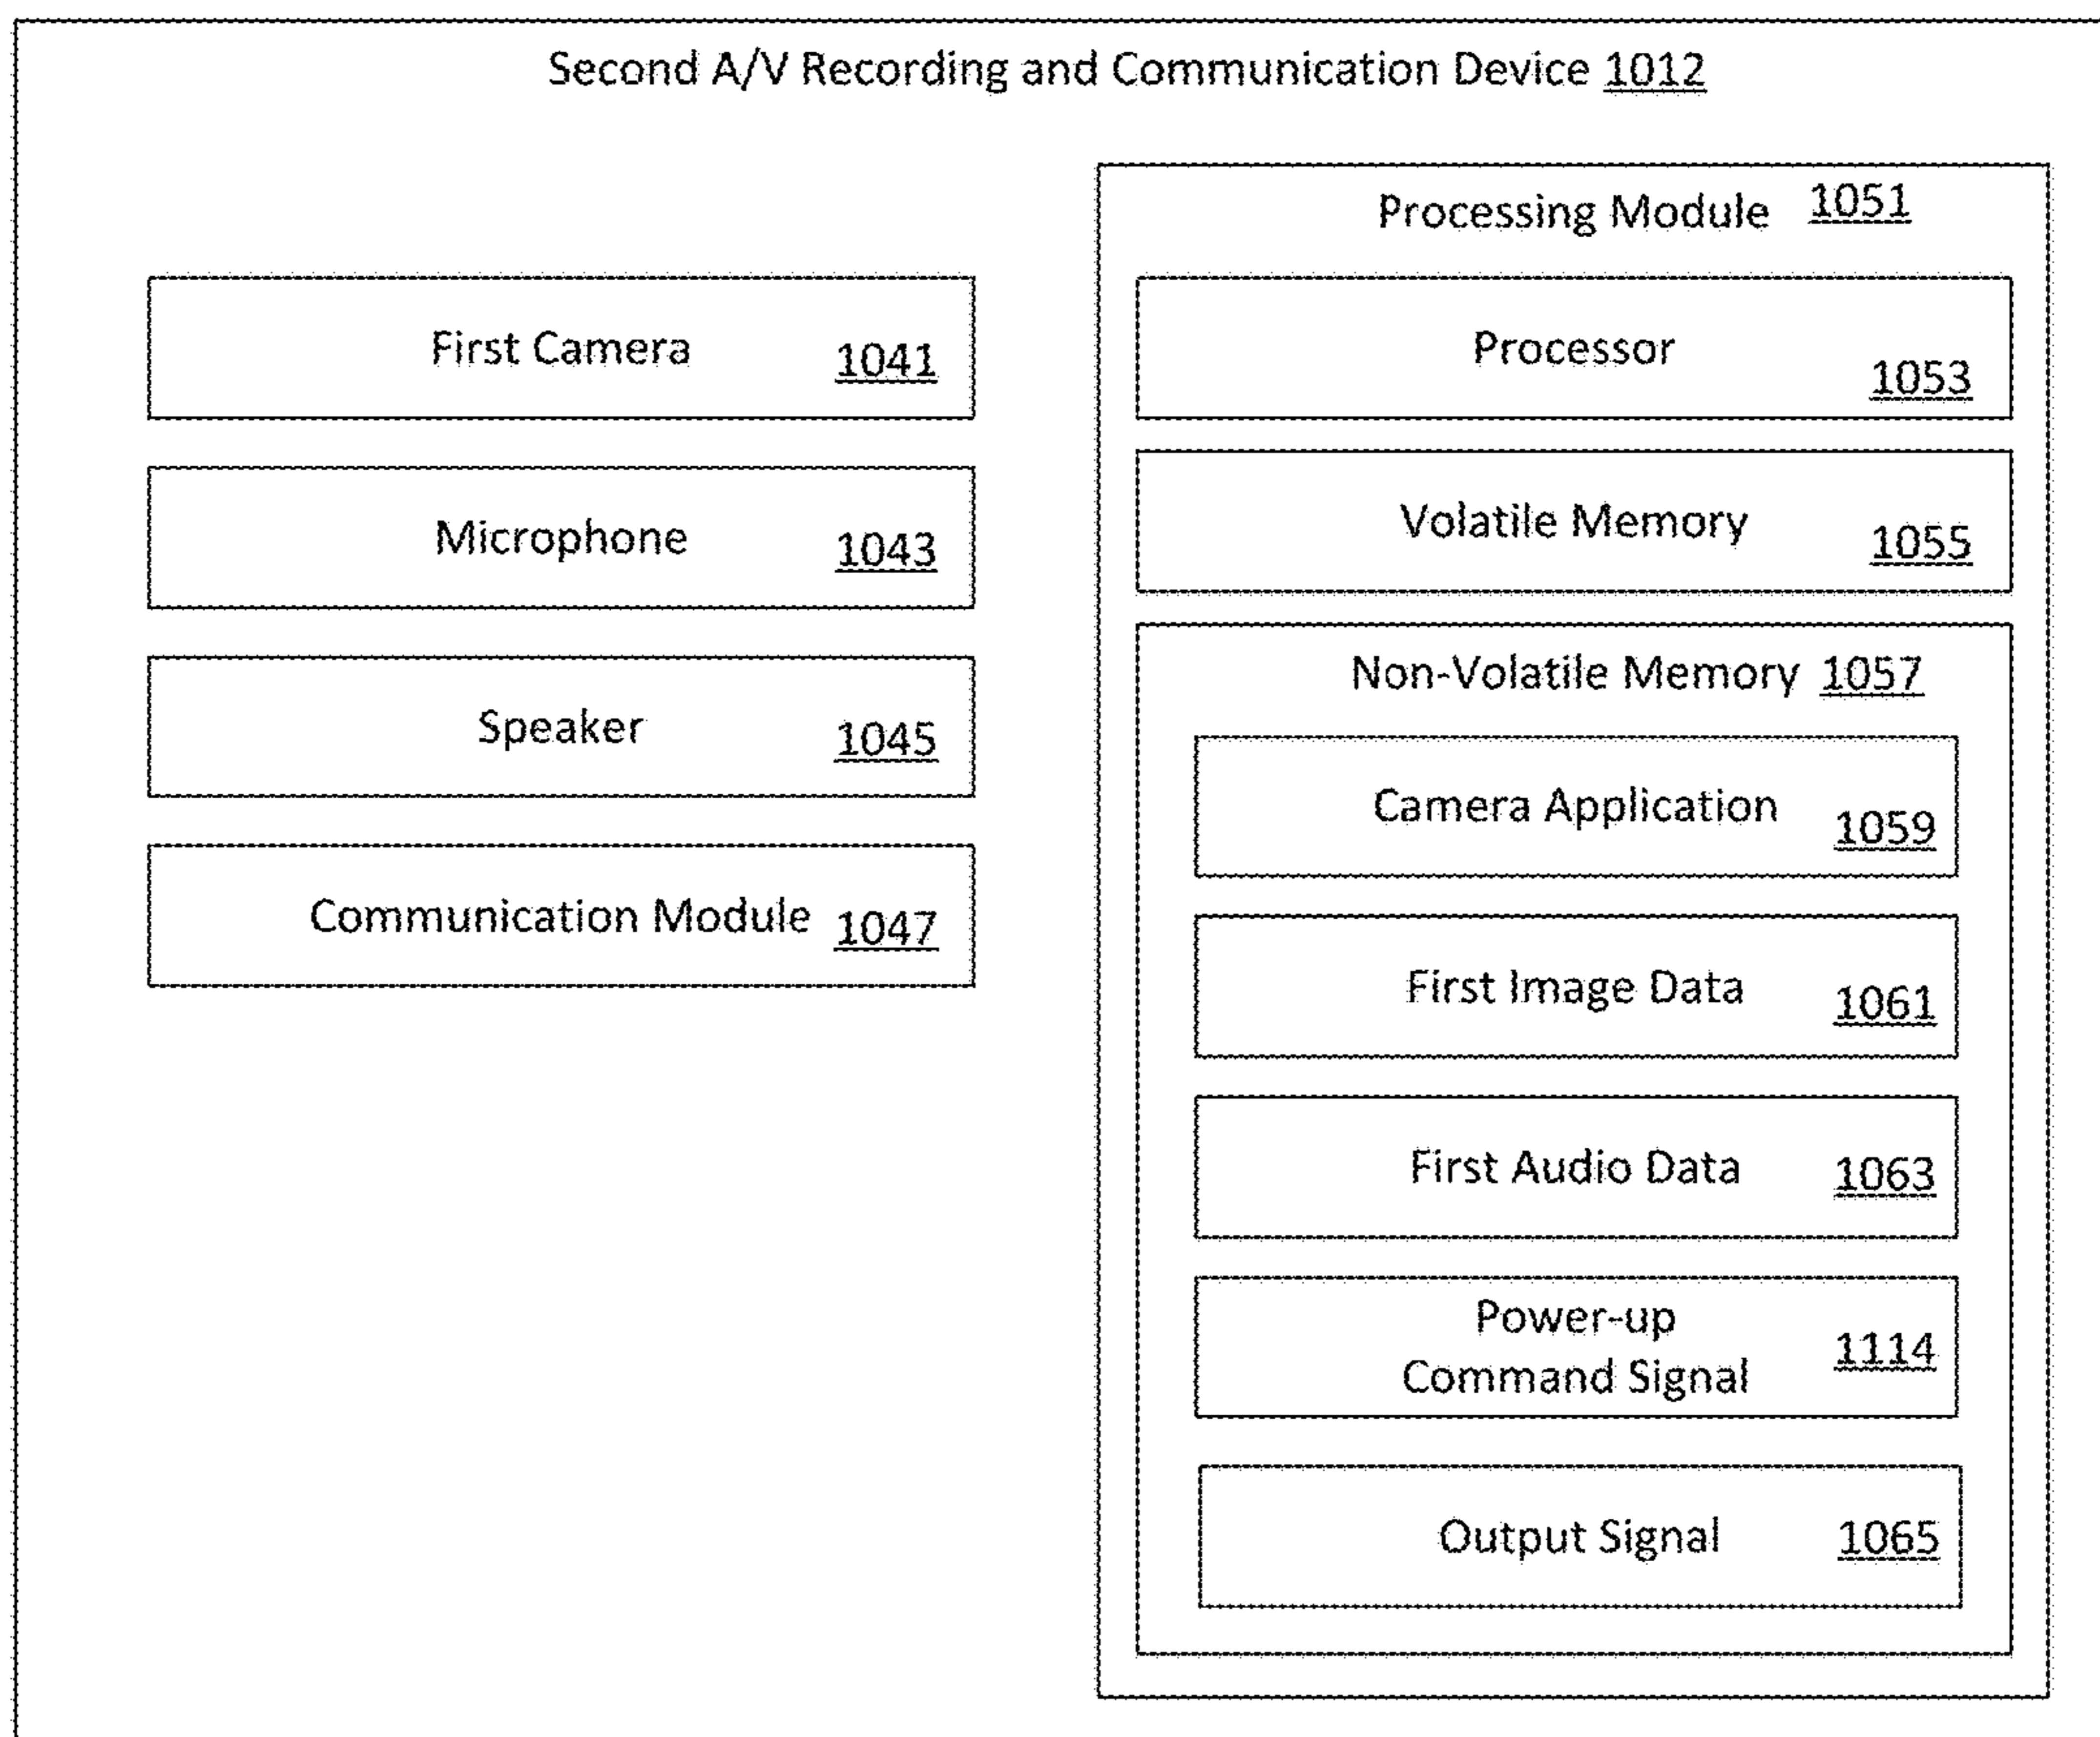 Second A/V Recording and Communication Device 1012
First Camera 1041
Microphone 1043
Speaker 1045
Communication Module 1047
Processing Module 1051
Processor 1053
Volatile Memory 1055
Non-Volatile Memory 1057
Camera Application 1059
First Image Data 1061
First Audio Data 1063
Power-up
Command Signal 1114
Output Signal 1065